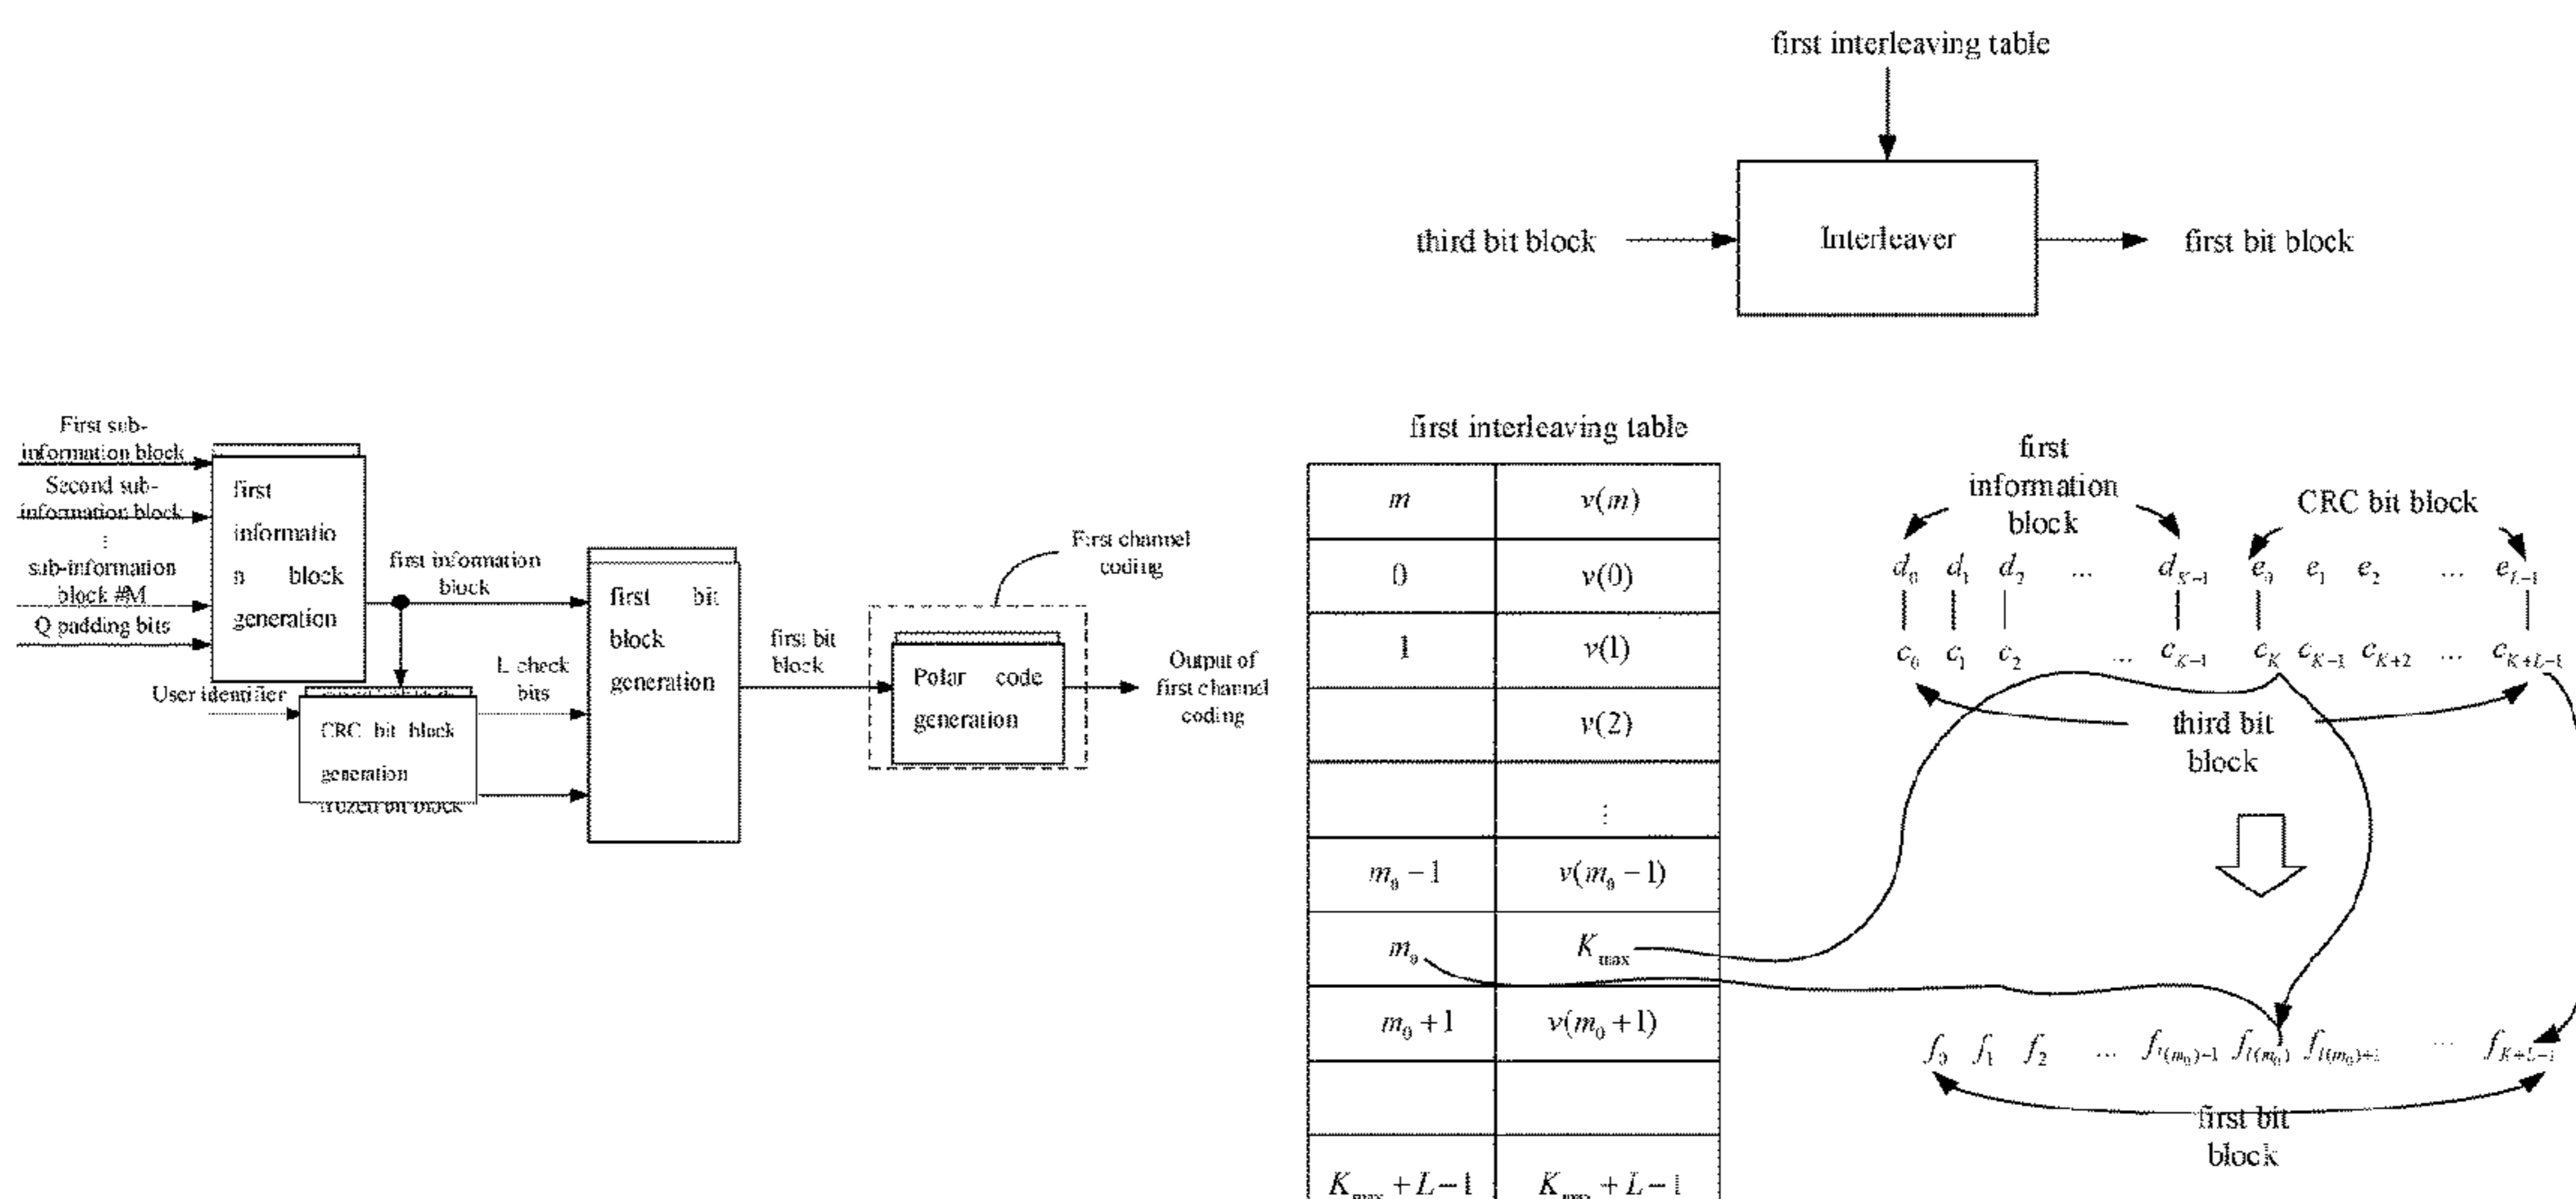 first interleaving table
third bit block
Interleaver
first bit block
First sub-
information block
Second sub-
information block
⋮
sub-information
block #M
Q padding bits
first
informatio
n block
generation
first information
block
User identifier
CRC bit block
generation
frozen bit block
L check
bits
first bit
block
generation
first bit
block
First channel
coding
Polar code
generation
Output of
first channel
coding
first interleaving table
m v(m)
0 v(0)
1 v(1)
v(2)
⋮
m₀ −1 v(m₀ −1)
m₀ K_max
m₀ +1 v(m₀ +1)
K_max + L−1 K_max + L−1
first
information
block
CRC bit block
d₀ d₁ d₂ ... d_{K−1} e₀ e₁ e₂ ... e_{L−1}
c₀ c₁ c₂ ... c_{K−1} c_K c_{K−1} c_{K+2} ... c_{K+L−1}
third bit
block
f₀ f₁ f₂ ... f_{t(m₀)−1} f_{t(m₀)} f_{t(m₀)+1} ... f_{K+L−1}
first bit
block